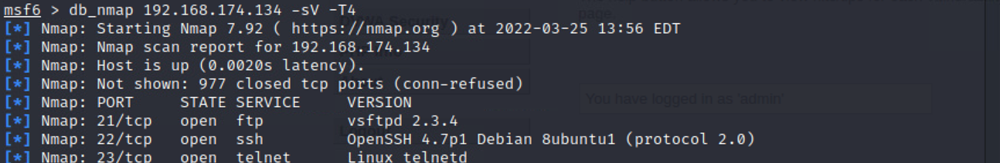 msf6 > db_nmap 192.168.174.134 -sV -T4
[*] Nmap: Starting Nmap 7.92 ( https://nmap.org ) at 2022-03-25 13:56 EDT
[*] Nmap: Nmap scan report for 192.168.174.134
[*] Nmap: Host is up (0.0020s latency).
[*] Nmap: Not shown: 977 closed tcp ports (conn-refused)
[*] Nmap: PORT     STATE SERVICE     VERSION
[*] Nmap: 21/tcp   open  ftp         vsftpd 2.3.4
[*] Nmap: 22/tcp   open  ssh         OpenSSH 4.7p1 Debian 8ubuntu1 (protocol 2.0)
[*] Nmap: 23/tcp   open  telnet      Linux telnetd
page.
You have logged in as 'admin'